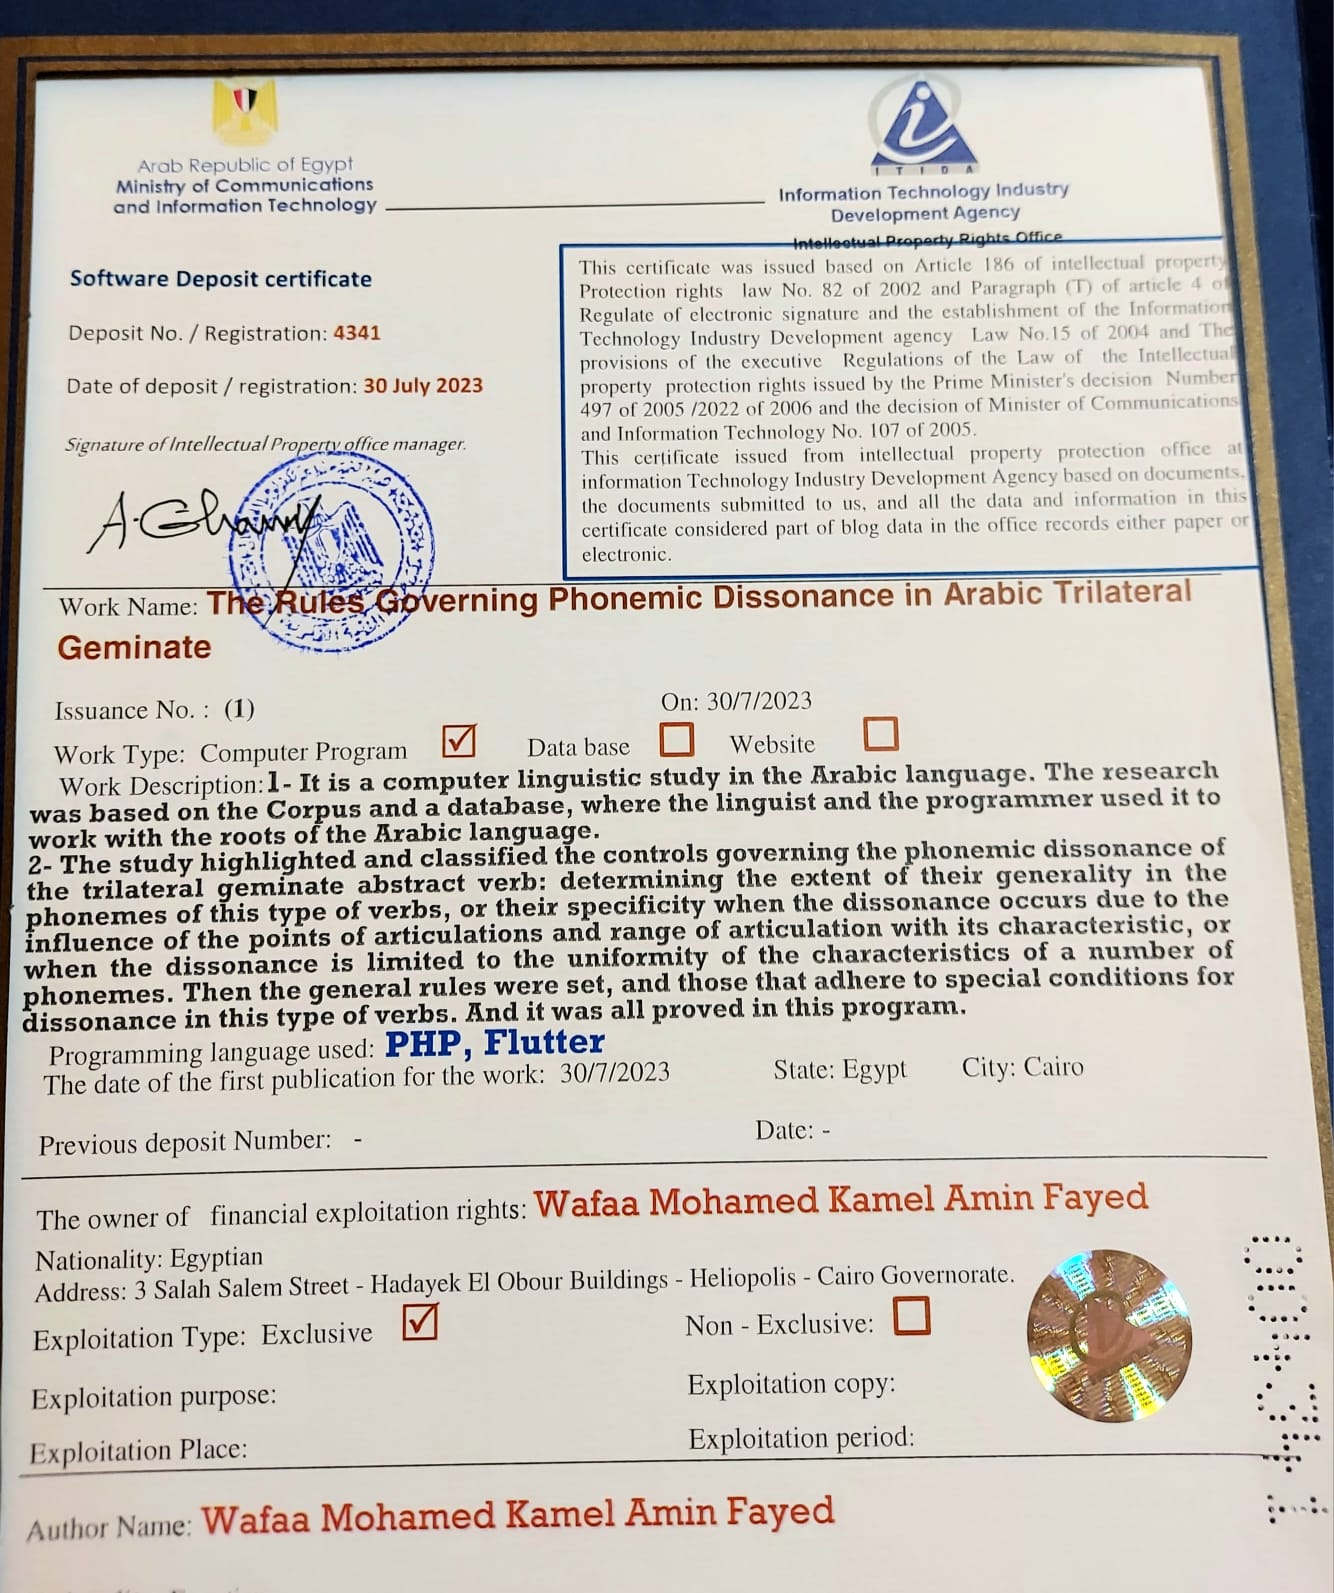 Arab Republic of Egypt
Ministry of Communications
and Information Technology
I T I D A
Information Technology Industry
Development Agency
Intellectual Property Rights Office
Software Deposit certificate
Deposit No. / Registration: 4341
Date of deposit / registration: 30 July 2023
Signature of Intellectual Property office manager.
A. Ghamry
This certificate was issued based on Article 186 of intellectual property
Protection rights law No. 82 of 2002 and Paragraph (T) of article 4 of
Regulate of electronic signature and the establishment of the Information
Technology Industry Development agency Law No.15 of 2004 and The
provisions of the executive Regulations of the Law of the Intellectual
property protection rights issued by the Prime Minister's decision Number
497 of 2005 /2022 of 2006 and the decision of Minister of Communications
and Information Technology No. 107 of 2005.
This certificate issued from intellectual property protection office at
information Technology Industry Development Agency based on documents,
the documents submitted to us, and all the data and information in this
certificate considered part of blog data in the office records either paper or
electronic.
Work Name: The Rules Governing Phonemic Dissonance in Arabic Trilateral
Geminate
Issuance No. : (1) On: 30/7/2023
Work Type: Computer Program Data base Website
Work Description: 1- It is a computer linguistic study in the Arabic language. The research
was based on the Corpus and a database, where the linguist and the programmer used it to
work with the roots of the Arabic language.
2- The study highlighted and classified the controls governing the phonemic dissonance of
the trilateral geminate abstract verb: determining the extent of their generality in the
phonemes of this type of verbs, or their specificity when the dissonance occurs due to the
influence of the points of articulations and range of articulation with its characteristic, or
when the dissonance is limited to the uniformity of the characteristics of a number of
phonemes. Then the general rules were set, and those that adhere to special conditions for
dissonance in this type of verbs. And it was all proved in this program.
Programming language used: PHP, Flutter
The date of the first publication for the work: 30/7/2023 State: Egypt City: Cairo
Previous deposit Number: - Date: -
The owner of financial exploitation rights: Wafaa Mohamed Kamel Amin Fayed
Nationality: Egyptian
Address: 3 Salah Salem Street - Hadayek El Obour Buildings - Heliopolis - Cairo Governorate.
Exploitation Type: Exclusive Non - Exclusive:
Exploitation purpose: Exploitation copy:
Exploitation Place: Exploitation period:
Author Name: Wafaa Mohamed Kamel Amin Fayed